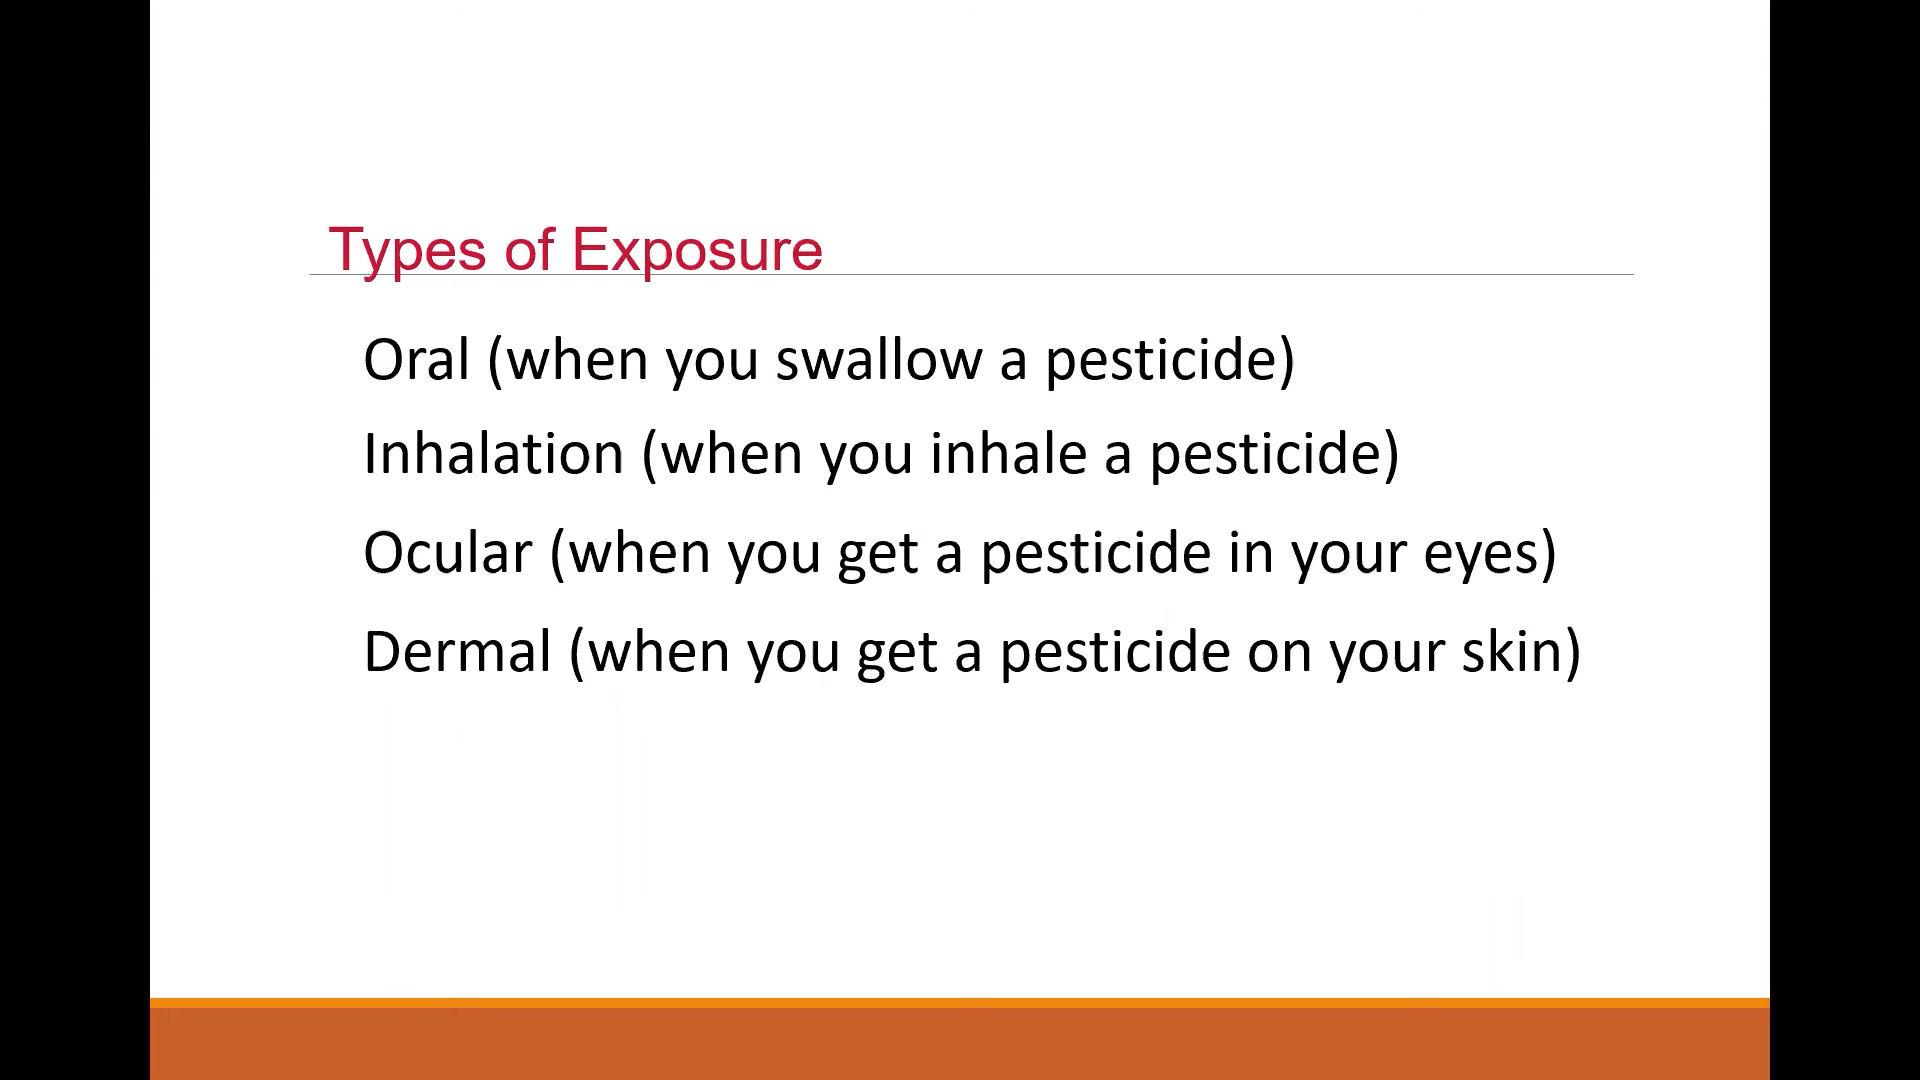 Types of Exposure
Oral (when you swallow a pesticide)
Inhalation (when you inhale a pesticide)
Ocular (when you get a pesticide in your eyes)
Dermal (when you get a pesticide on your skin)